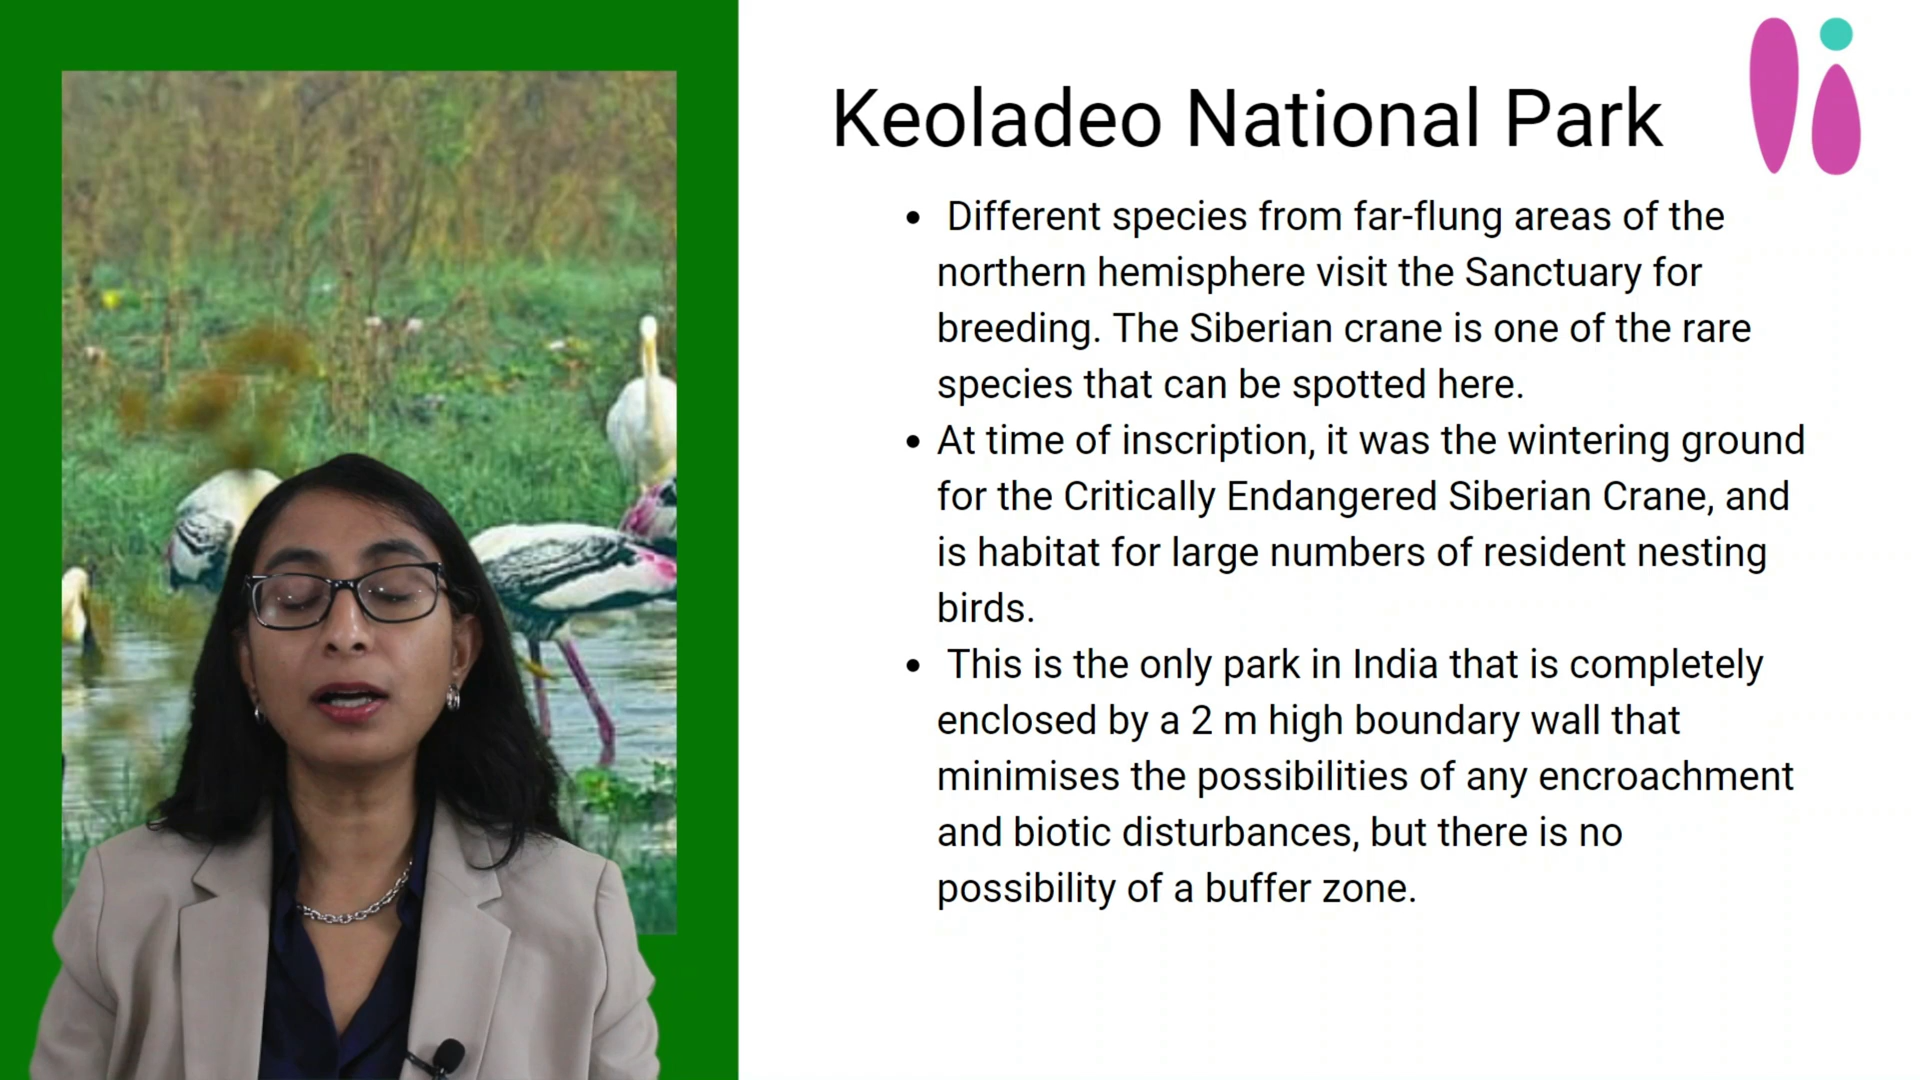 Keoladeo National Park
• Different species from far-flung areas of the
northern hemisphere visit the Sanctuary for
breeding. The Siberian crane is one of the rare
species that can be spotted here.
• At time of inscription, it was the wintering ground
for the Critically Endangered Siberian Crane, and
is habitat for large numbers of resident nesting
birds.
• This is the only park in India that is completely
enclosed by a 2 m high boundary wall that
minimises the possibilities of any encroachment
and biotic disturbances, but there is no
possibility of a buffer zone.